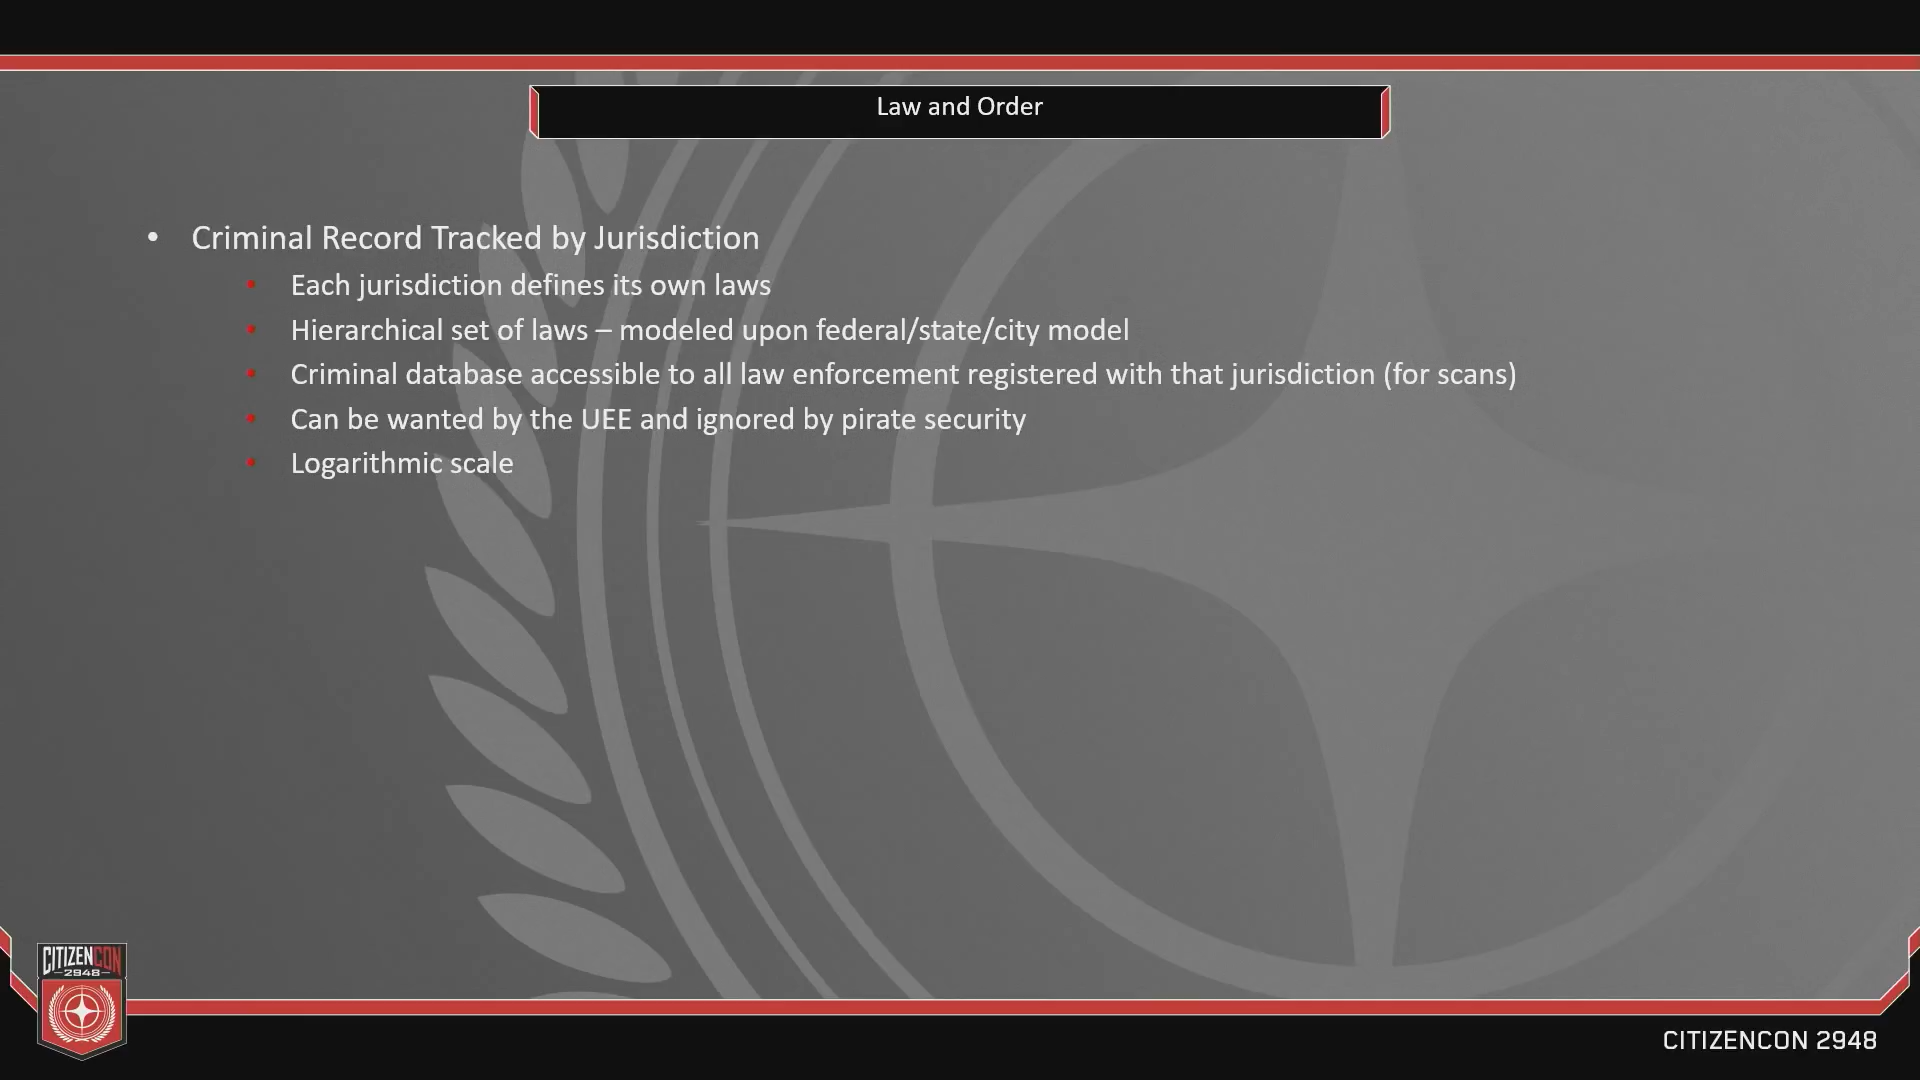 Law and Order
• Criminal Record Tracked by Jurisdiction
• Each jurisdiction defines its own laws
• Hierarchical set of laws – modeled upon federal/state/city model
• Criminal database accessible to all law enforcement registered with that jurisdiction (for scans)
• Can be wanted by the UEE and ignored by pirate security
• Logarithmic scale
CITIZENCON
2948
CITIZENCON 2948